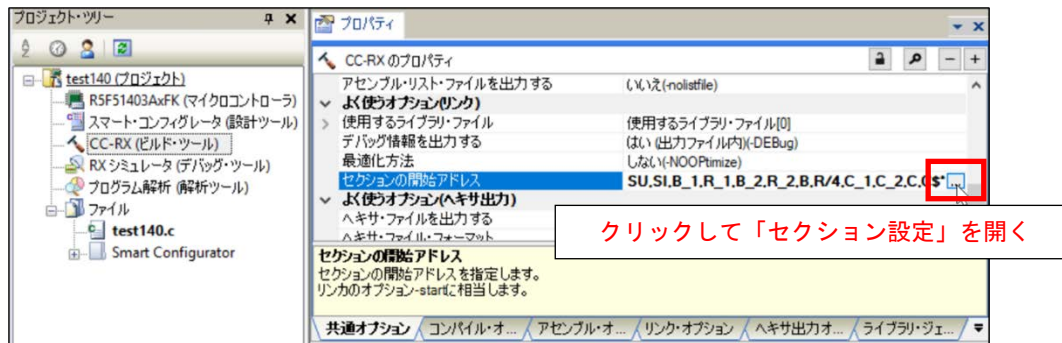 プロジェクト・ツリー
プロパティ
test140 (プロジェクト)
R5F51403AxFK (マイクロコントローラ)
スマート・コンフィグレータ (設計ツール)
CC-RX (ビルド・ツール)
RX シミュレータ (デバッグ・ツール)
プログラム解析 (解析ツール)
ファイル
test140.c
Smart Configurator
CC-RX のプロパティ
アセンブル・リスト・ファイルを出力する いいえ(-nolistfile)
よく使うオプション(リンク)
使用するライブラリ・ファイル 使用するライブラリ・ファイル[0]
デバッグ情報を出力する はい (出力ファイル内)(-DEBug)
最適化方法 しない(-NOOPtimize)
セクションの開始アドレス SU,SI,B_1,R_1,B_2,R_2,B,R/4,C_1,C_2,C,C$* ...
よく使うオプション(ヘキサ出力)
ヘキサ・ファイルを出力する
ヘキサ・ファイル・フォーマット
クリックして「セクション設定」を開く
セクションの開始アドレス
セクションの開始アドレスを指定します。
リンカのオプション-startに相当します。
共通オプション コンパイル・オ... アセンブル・オ... リンク・オプション ヘキサ出力オ... ライブラリ・ジェ...